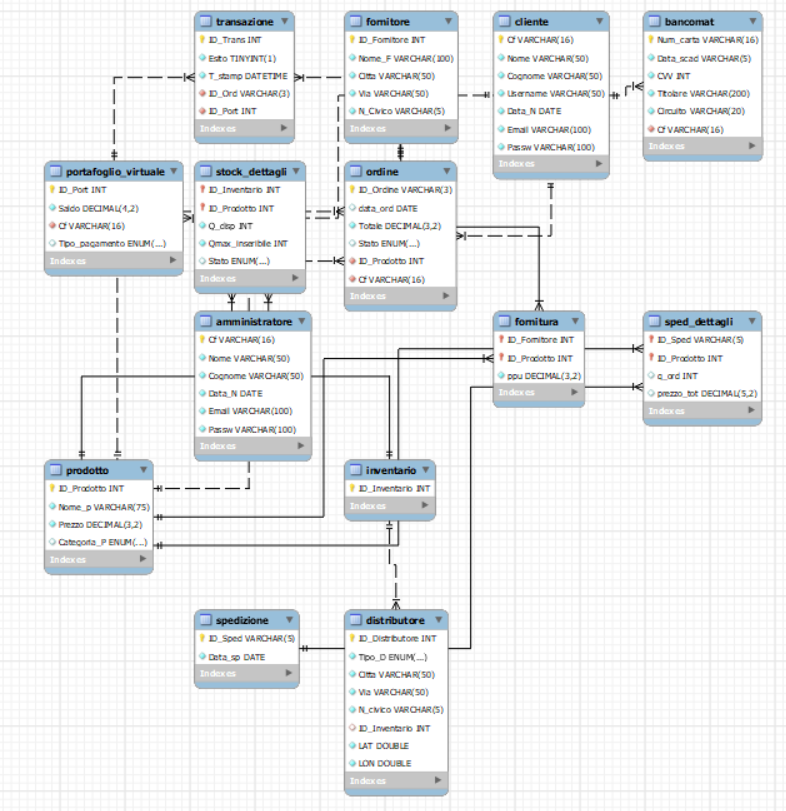 transazione
ID_Trans INT
Esito TINYINT(1)
T_stamp DATETIME
ID_Ord VARCHAR(3)
ID_Port INT
Indexes
fornitore
ID_Fornitore INT
Nome_F VARCHAR(100)
Citta VARCHAR(50)
Via VARCHAR(50)
N_Civico VARCHAR(5)
Indexes
cliente
Cf VARCHAR(16)
Nome VARCHAR(50)
Cognome VARCHAR(50)
Username VARCHAR(50)
Data_N DATE
Email VARCHAR(100)
Passw VARCHAR(100)
Indexes
bancomat
Num_carta VARCHAR(16)
Data_scad VARCHAR(5)
CVV INT
Titolare VARCHAR(200)
Circuito VARCHAR(20)
Cf VARCHAR(16)
Indexes
portafoglio_virtuale
ID_Port INT
Saldo DECIMAL(4,2)
Cf VARCHAR(16)
Tipo_pagamento ENUM(...)
Indexes
stock_dettagli
ID_Inventario INT
ID_Prodotto INT
Q_disp INT
Qmax_inseribile INT
Stato ENUM(...)
Indexes
ordine
ID_Ordine VARCHAR(3)
data_ord DATE
Totale DECIMAL(3,2)
Stato ENUM(...)
ID_Prodotto INT
Cf VARCHAR(16)
Indexes
amministratore
Cf VARCHAR(16)
Nome VARCHAR(50)
Cognome VARCHAR(50)
Data_N DATE
Email VARCHAR(100)
Passw VARCHAR(100)
Indexes
fornitura
ID_Fornitore INT
ID_Prodotto INT
ppu DECIMAL(3,2)
Indexes
sped_dettagli
ID_Sped VARCHAR(5)
ID_Prodotto INT
q_ord INT
prezzo_tot DECIMAL(5,2)
Indexes
prodotto
ID_Prodotto INT
Nome_p VARCHAR(75)
Prezzo DECIMAL(3,2)
Categoria_P ENUM(...)
Indexes
inventario
ID_Inventario INT
Indexes
spedizione
ID_Sped VARCHAR(5)
Data_sp DATE
Indexes
distributore
ID_Distributore INT
Tipo_D ENUM(...)
Citta VARCHAR(50)
Via VARCHAR(50)
N_civico VARCHAR(5)
ID_Inventario INT
LAT DOUBLE
LON DOUBLE
Indexes